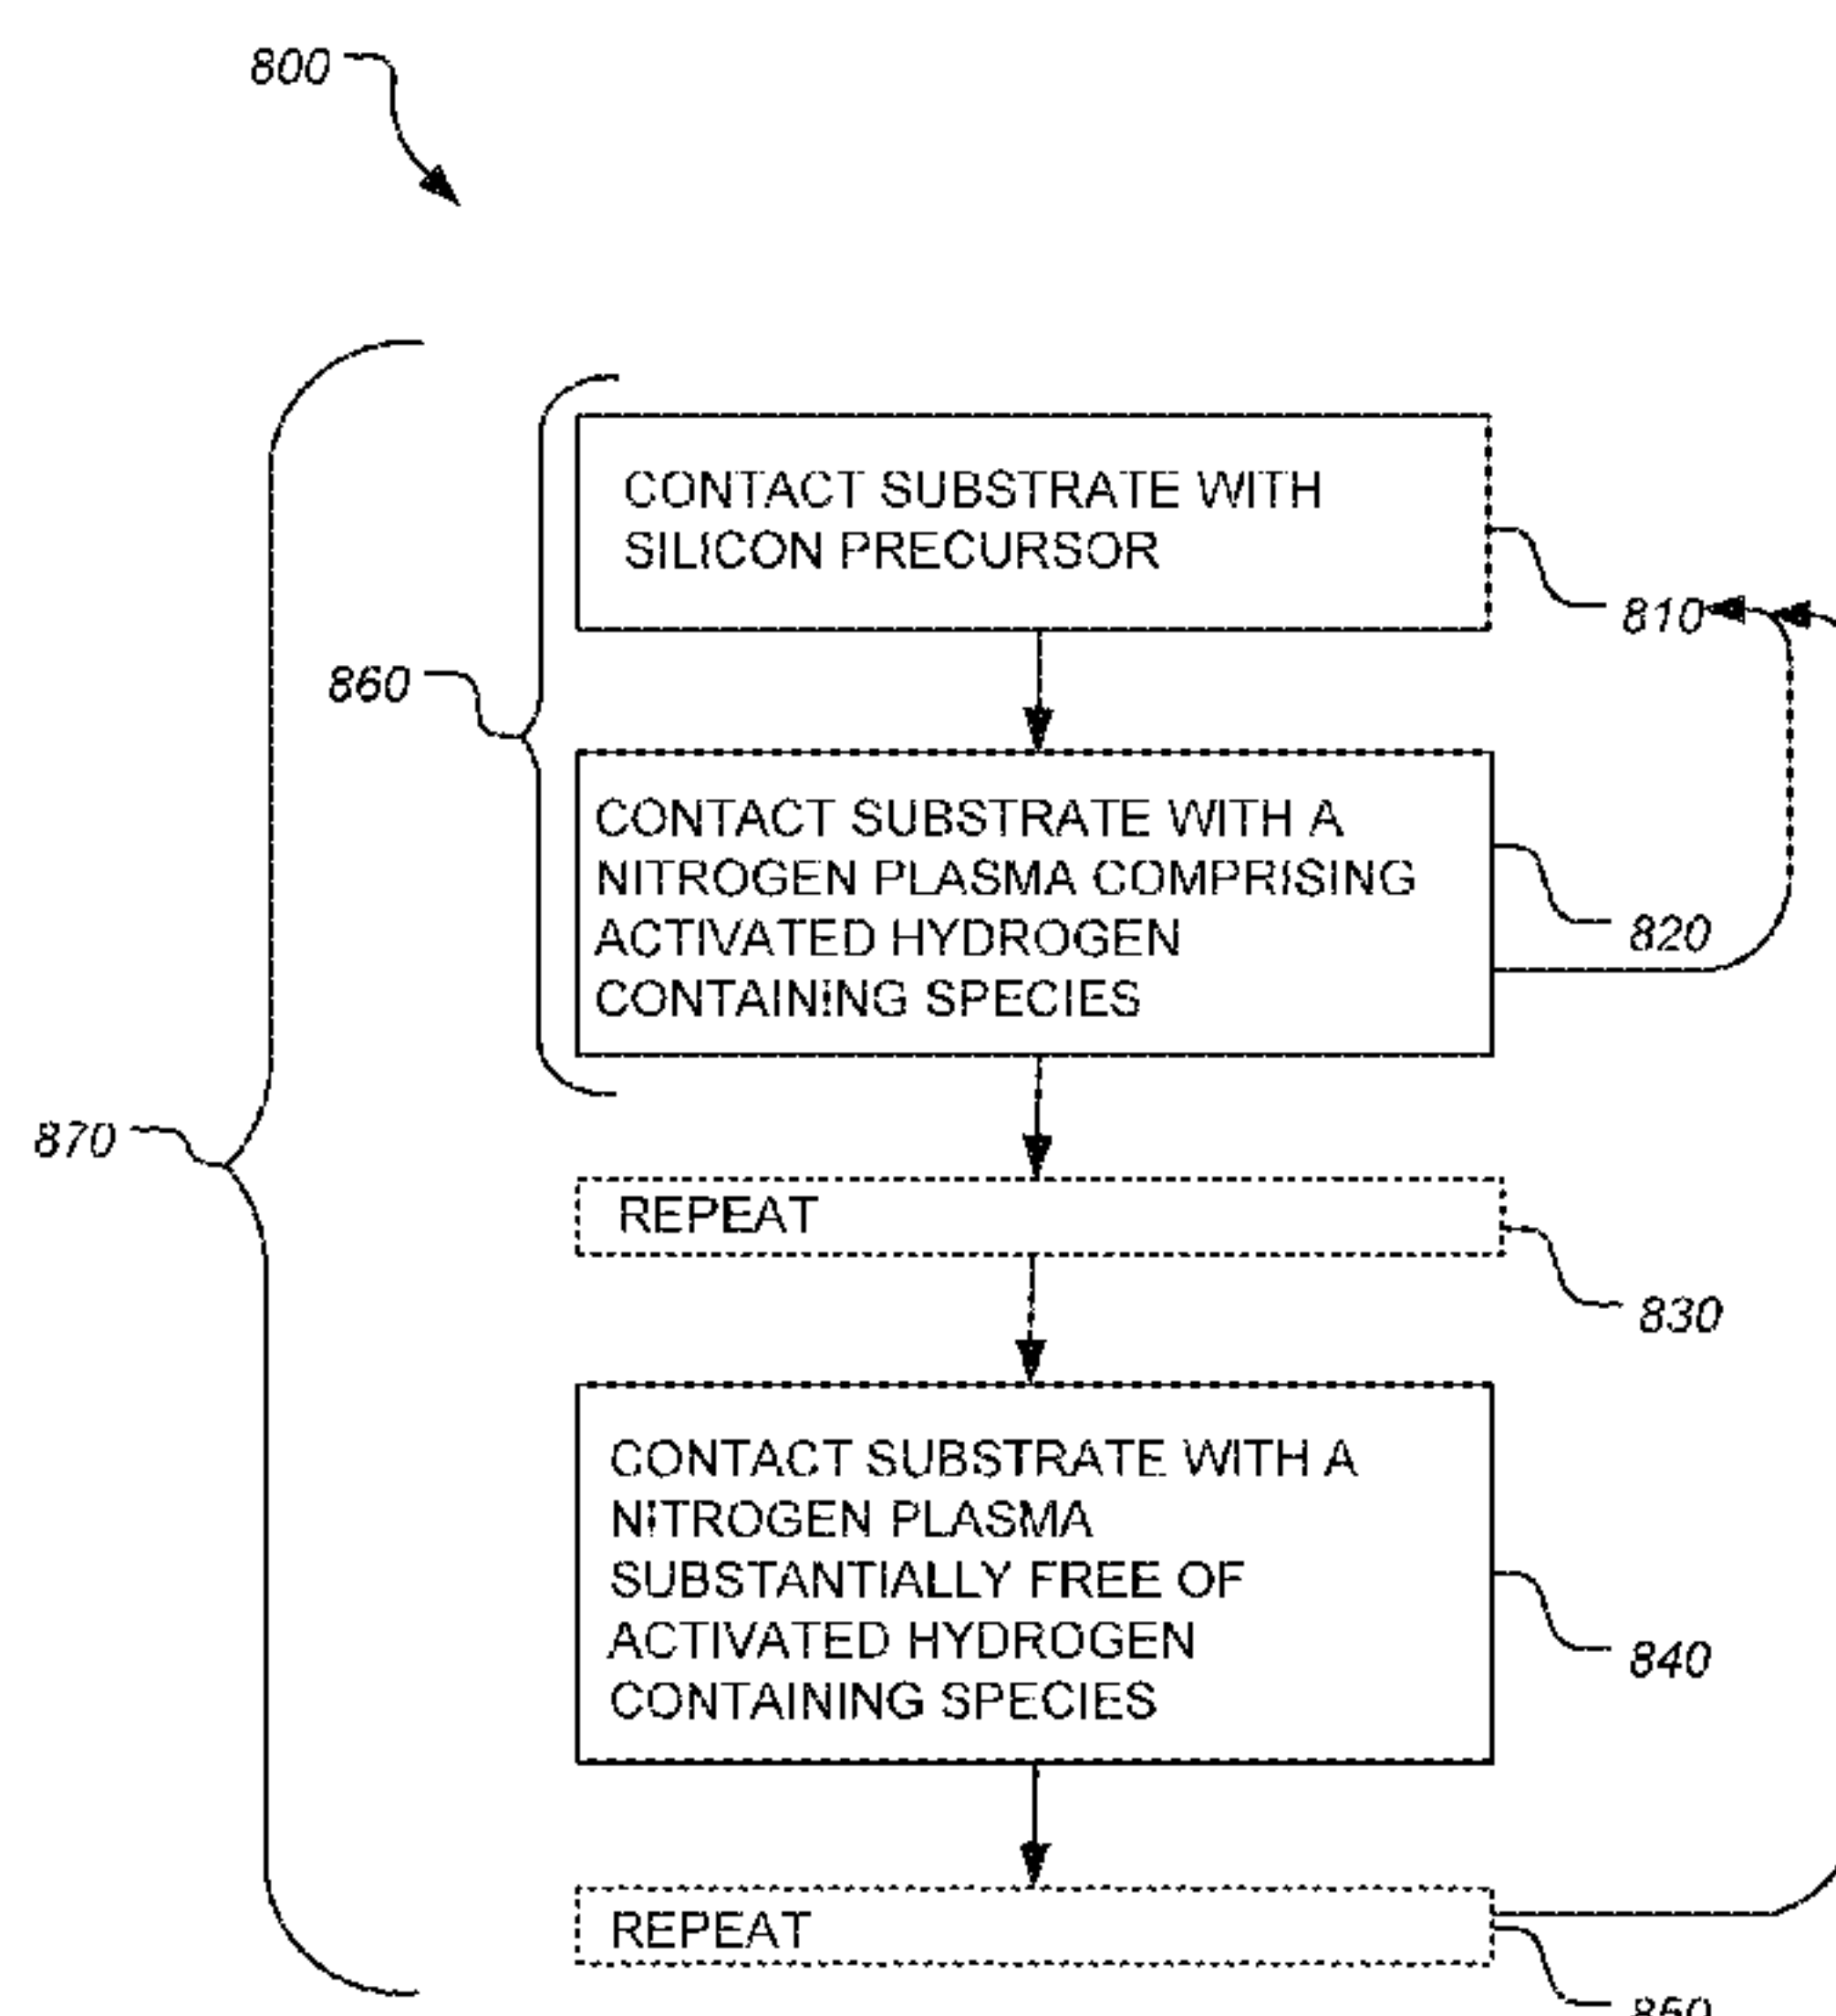 800
CONTACT SUBSTRATE WITH
SILICON PRECURSOR
810
860
CONTACT SUBSTRATE WITH A
NITROGEN PLASMA COMPRISING
ACTIVATED HYDROGEN
CONTAINING SPECIES
820
870
REPEAT
830
CONTACT SUBSTRATE WITH A
NITROGEN PLASMA
SUBSTANTIALLY FREE OF
ACTIVATED HYDROGEN
CONTAINING SPECIES
840
REPEAT